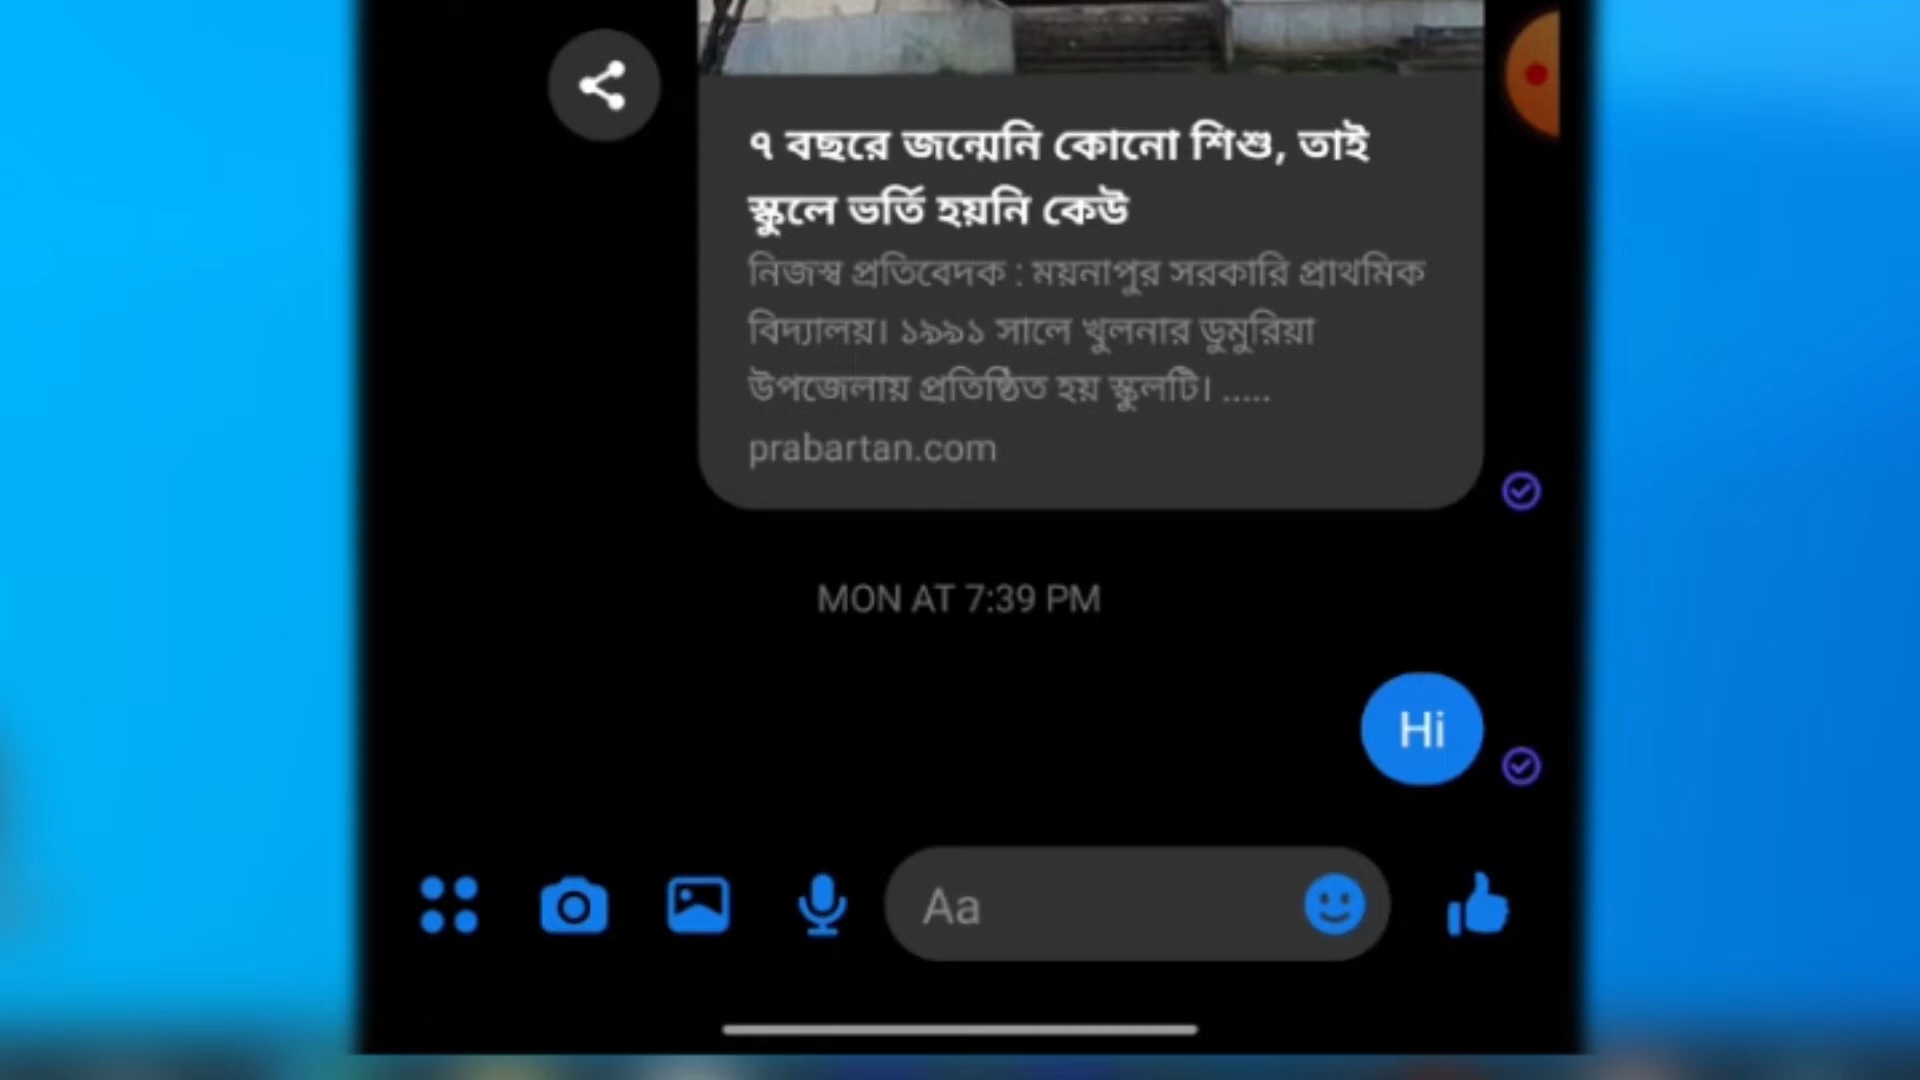 ৭ বছরে জন্মেনি কোনো শিশু, তাই
স্কুলে ভর্তি হয়নি কেউ
নিজস্ব প্রতিবেদক : ময়নাপুর সরকারি প্রাথমিক
বিদ্যালয়। ১৯৯১ সালে খুলনার ডুমুরিয়া
উপজেলায় প্রতিষ্ঠিত হয় স্কুলটি। .....
prabartan.com
MON AT 7:39 PM
Hi
Aa